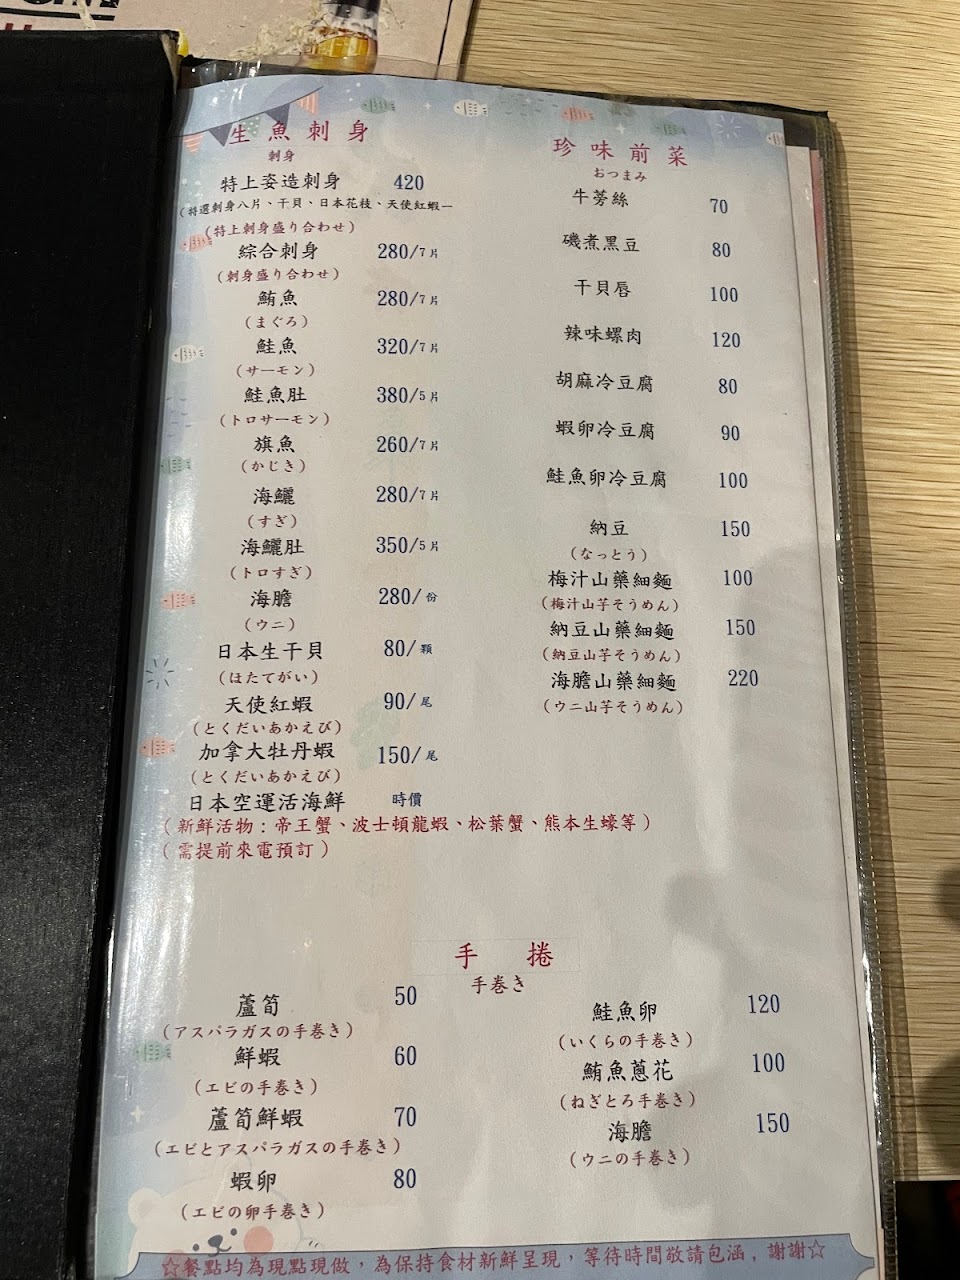 生魚刺身
刺身
特上姿造刺身 420
(特選刺身八片、干貝、日本花枝、天使紅蝦一
(特上刺身盛り合わせ)
綜合刺身 280/7片
(刺身盛り合わせ)
鮪魚 280/7片
(まぐろ)
鮭魚 320/7片
(サーモン)
鮭魚肚 380/5片
(トロサーモン)
旗魚 260/7片
(かじき)
海鱺 280/7片
(すぎ)
海鱺肚 350/5片
(トロすぎ)
海膽 280/份
(ウニ)
日本生干貝 80/顆
(ほたてがい)
天使紅蝦 90/尾
(とくだいあかえび)
加拿大牡丹蝦 150/尾
(とくだいあかえび)
日本空運活海鮮 時價
(新鮮活物：帝王蟹、波士頓龍蝦、松葉蟹、熊本生蠔等)
(需提前來電預訂)
珍味前菜
おつまみ
牛蒡絲 70
磯煮黑豆 80
干貝唇 100
辣味螺肉 120
胡麻冷豆腐 80
蝦卵冷豆腐 90
鮭魚卵冷豆腐 100
納豆 150
(なっとう)
梅汁山藥細麵 100
(梅汁山芋そうめん)
納豆山藥細麵 150
(納豆山芋そうめん)
海膽山藥細麵 220
(ウニ山芋そうめん)
手捲
手巻き
蘆筍 50
(アスパラガスの手巻き)
鮮蝦 60
(エビの手巻き)
蘆筍鮮蝦 70
(エビとアスパラガスの手巻き)
蝦卵 80
(エビの卵手巻き)
鮭魚卵 120
(いくらの手巻き)
鮪魚蔥花 100
(ねぎとろ手巻き)
海膽 150
(ウニの手巻き)
☆餐點均為現點現做，為保持食材新鮮呈現，等待時間敬請包涵，謝謝☆